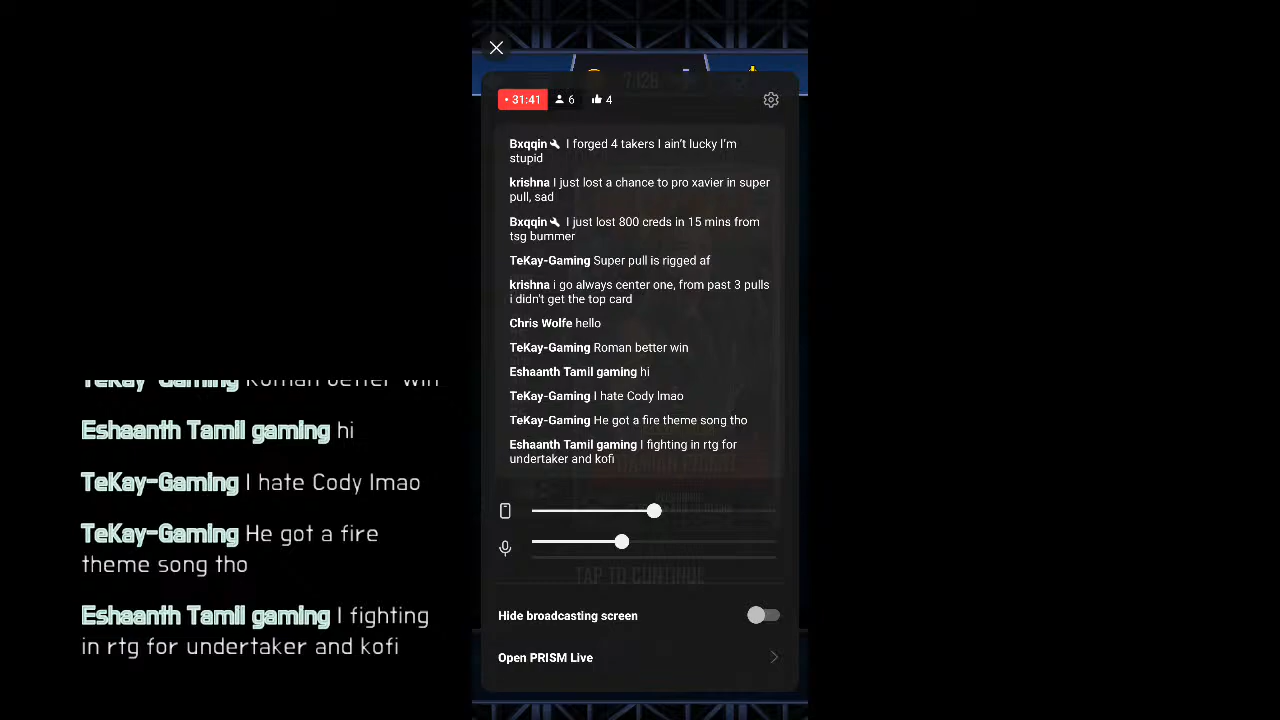 TeKay-Gaming Roman better win
Eshaanth Tamil gaming hi
TeKay-Gaming I hate Cody lmao
TeKay-Gaming He got a fire
theme song tho
Eshaanth Tamil gaming I fighting
in rtg for undertaker and kofi
7,128
31:41 6 4
Bxqqin I forged 4 takers I ain't lucky I'm
stupid
krishna I just lost a chance to pro xavier in super
pull, sad
Bxqqin I just lost 800 creds in 15 mins from
tsg bummer
TeKay-Gaming Super pull is rigged af
krishna i go always center one, from past 3 pulls
i didn't get the top card
Chris Wolfe hello
TeKay-Gaming Roman better win
Eshaanth Tamil gaming hi
TeKay-Gaming I hate Cody lmao
TeKay-Gaming He got a fire theme song tho
Eshaanth Tamil gaming I fighting in rtg for
undertaker and kofi
TAP TO CONTINUE
Hide broadcasting screen
Open PRISM Live